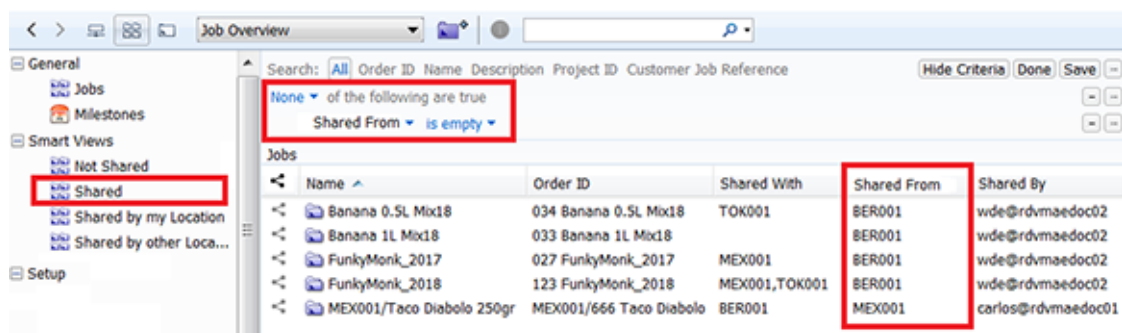 Job Overview
General
Jobs
Milestones
Smart Views
Not Shared
Shared
Shared by my Location
Shared by other Loca...
Setup
Search: All Order ID Name Description Project ID Customer Job Reference Hide Criteria Done Save
None of the following are true
Shared From is empty
Jobs
Name Order ID Shared With Shared From Shared By
Banana 0.5L Mix18 034 Banana 0.5L Mix18 TOK001 BER001 wde@rdvmaedoc02
Banana 1L Mix18 033 Banana 1L Mix18 BER001 wde@rdvmaedoc02
FunkyMonk_2017 027 FunkyMonk_2017 MEX001 BER001 wde@rdvmaedoc02
FunkyMonk_2018 123 FunkyMonk_2018 MEX001,TOK001 BER001 wde@rdvmaedoc02
MEX001/Taco Diabolo 250gr MEX001/666 Taco Diabolo BER001 MEX001 carlos@rdvmaedoc01